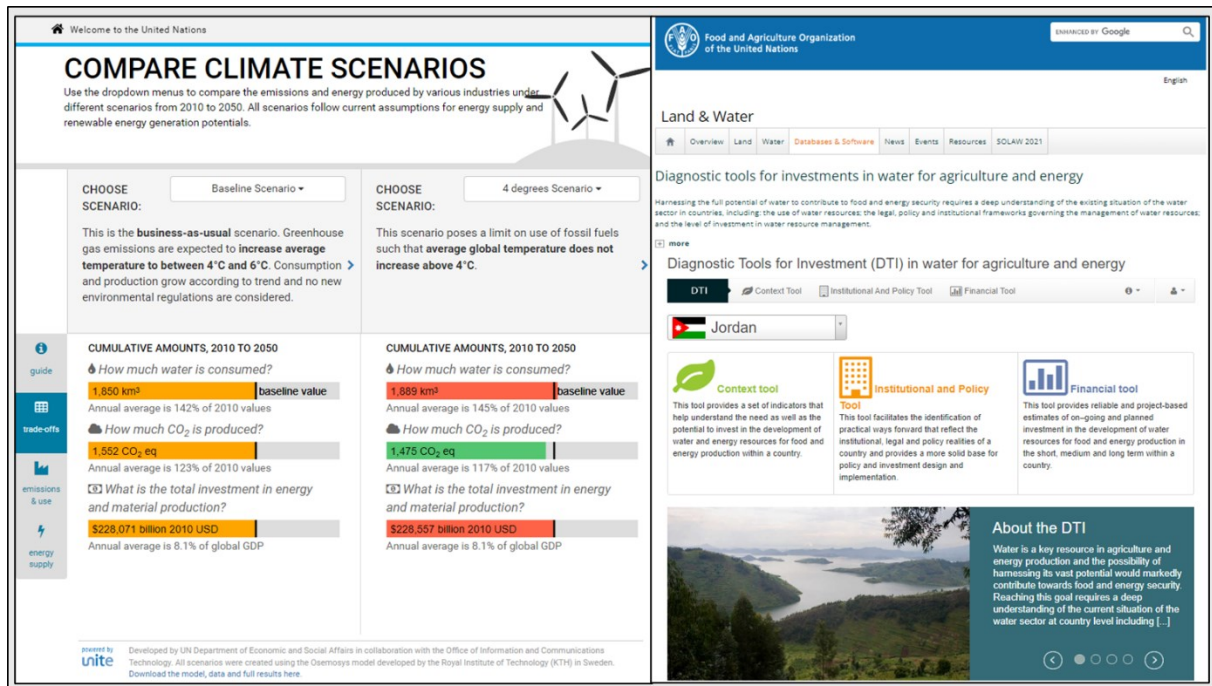 Welcome to the United Nations
COMPARE CLIMATE SCENARIOS
Use the dropdown menus to compare the emissions and energy produced by various industries under
different scenarios from 2010 to 2050. All scenarios follow current assumptions for energy supply and
renewable energy generation potentials.
CHOOSE
SCENARIO:
Baseline Scenario
This is the business-as-usual scenario. Greenhouse
gas emissions are expected to increase average
temperature to between 4°C and 6°C. Consumption
and production grow according to trend and no new
environmental regulations are considered.
CHOOSE
SCENARIO:
4 degrees Scenario
This scenario poses a limit on use of fossil fuels
such that average global temperature does not
increase above 4°C.
guide
trade-offs
emissions
& use
energy
supply
CUMULATIVE AMOUNTS, 2010 TO 2050
How much water is consumed?
1,850 km³ baseline value
Annual average is 142% of 2010 values
How much CO₂ is produced?
1,552 CO₂ eq
Annual average is 123% of 2010 values
What is the total investment in energy
and material production?
$228,071 billion 2010 USD
Annual average is 8.1% of global GDP
CUMULATIVE AMOUNTS, 2010 TO 2050
How much water is consumed?
1,889 km³ baseline value
Annual average is 145% of 2010 values
How much CO₂ is produced?
1,475 CO₂ eq
Annual average is 117% of 2010 values
What is the total investment in energy
and material production?
$228,557 billion 2010 USD
Annual average is 8.1% of global GDP
powered by
unite
Developed by UN Department of Economic and Social Affairs in collaboration with the Office of Information and Communications
Technology. All scenarios were created using the Osemosys model developed by the Royal Institute of Technology (KTH) in Sweden.
Download the model, data and full results here.
FAO
Food and Agriculture Organization
of the United Nations
ENHANCED BY Google
English
Land & Water
Overview Land Water Databases & Software News Events Resources SOLAW 2021
Diagnostic tools for investments in water for agriculture and energy
Harnessing the full potential of water to contribute to food and energy security requires a deep understanding of the existing situation of the water
sector in countries, including: the use of water resources; the legal, policy and institutional frameworks governing the management of water resources;
and the level of investment in water resource management.
more
Diagnostic Tools for Investment (DTI) in water for agriculture and energy
DTI Context Tool Institutional And Policy Tool Financial Tool
Jordan
Context tool
This tool provides a set of indicators that
help understand the need as well as the
potential to invest in the development of
water and energy resources for food and
energy production within a country.
Institutional and Policy
Tool
This tool facilitates the identification of
practical ways forward that reflect the
institutional, legal and policy realities of a
country and provides a more solid base for
policy and investment design and
implementation.
Financial tool
This tool provides reliable and project-based
estimates of on-going and planned
investment in the development of water
resources for food and energy production in
the short, medium and long term within a
country.
About the DTI
Water is a key resource in agriculture and
energy production and the possibility of
harnessing its vast potential would markedly
contribute towards food and energy security.
Reaching this goal requires a deep
understanding of the current situation of the
water sector at country level including [...]